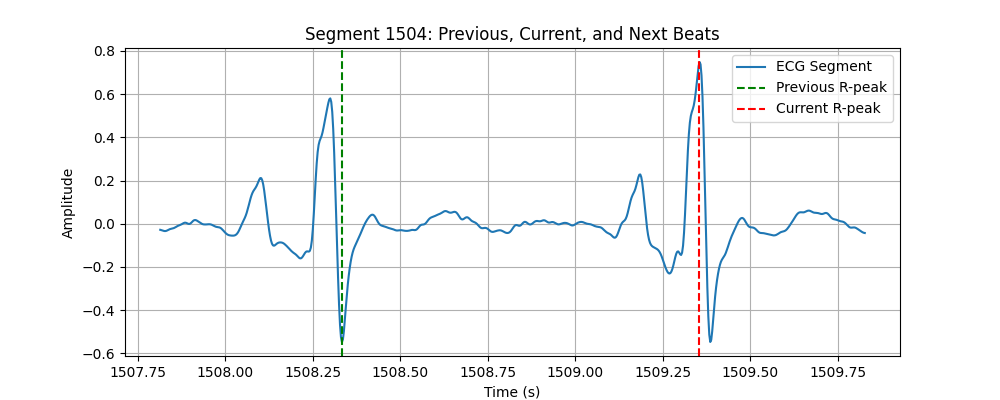 Segment 1504: Previous, Current, and Next Beats
ECG Segment
Previous R-peak
Current R-peak
Amplitude
0.8
0.6
0.4
0.2
0.0
−0.2
−0.4
−0.6
1507.75 1508.00 1508.25 1508.50 1508.75 1509.00 1509.25 1509.50 1509.75
Time (s)